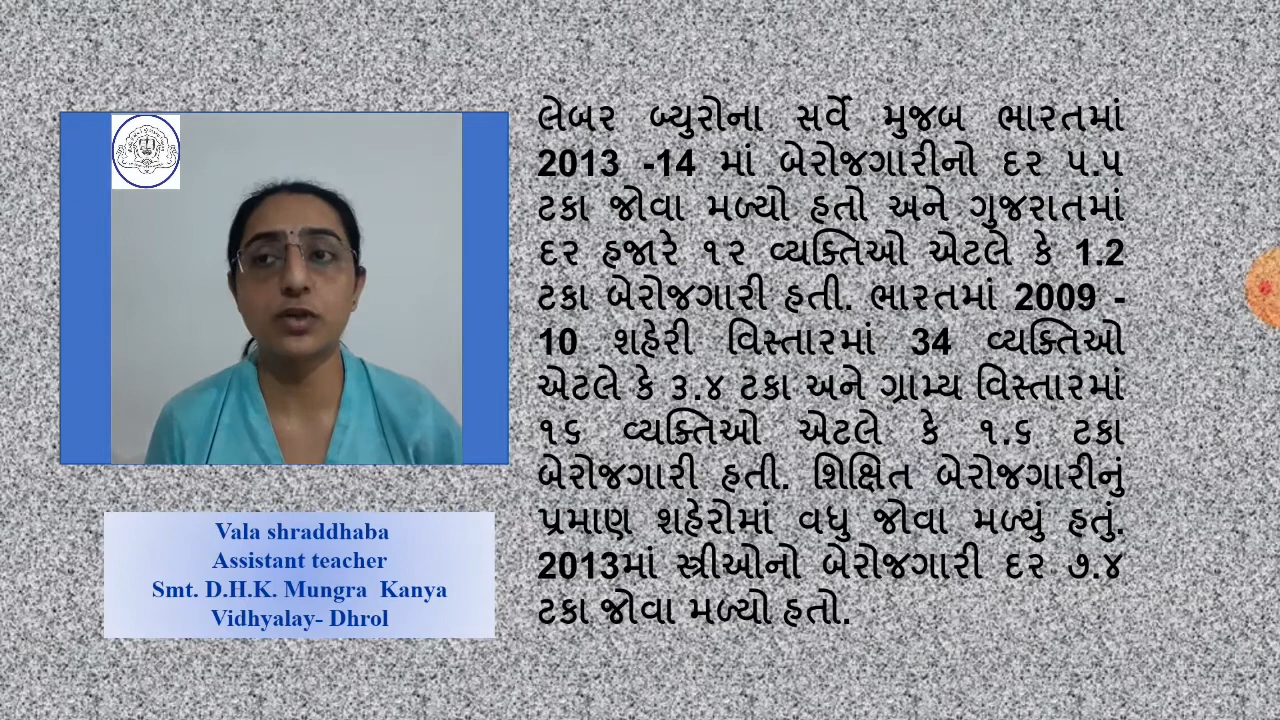 લેબર બ્યુરોના સર્વે મુજબ ભારતમાં
2013 -14 માં બેરોજગારીનો દર ૫.૫
ટકા જોવા મળ્યો હતો અને ગુજરાતમાં
દર હજારે ૧૨ વ્યક્તિઓ એટલે કે 1.2
ટકા બેરોજગારી હતી. ભારતમાં 2009 -
10 શહેરી વિસ્તારમાં 34 વ્યક્તિઓ
એટલે કે ૩.૪ ટકા અને ગ્રામ્ય વિસ્તારમાં
૧૬ વ્યક્તિઓ એટલે કે ૧.૬ ટકા
બેરોજગારી હતી. શિક્ષિત બેરોજગારીનું
પ્રમાણ શહેરોમાં વધુ જોવા મળ્યું હતું.
2013માં સ્ત્રીઓનો બેરોજગારી દર ૭.૪
ટકા જોવા મળ્યો હતો.
Vala shraddhaba
Assistant teacher
Smt. D.H.K. Mungra Kanya
Vidhyalay- Dhrol